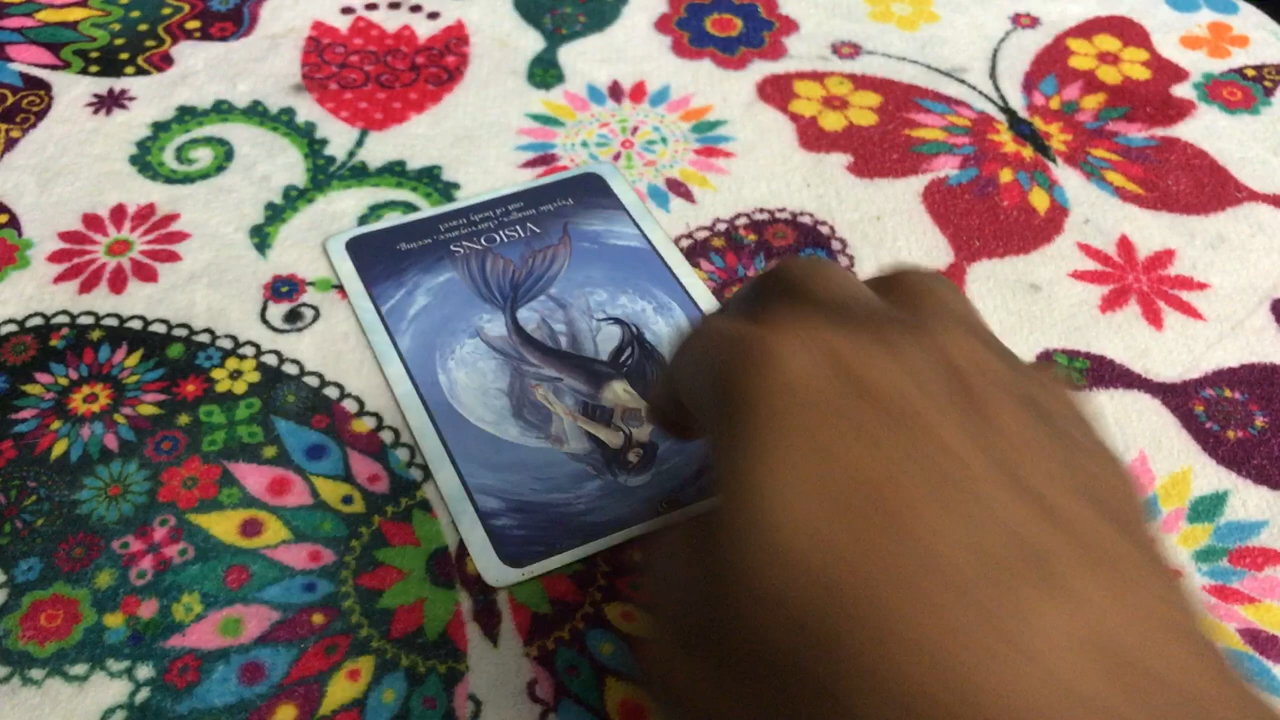 VISIONS
Psychic images, clairvoyance, seeing,
out of body travel